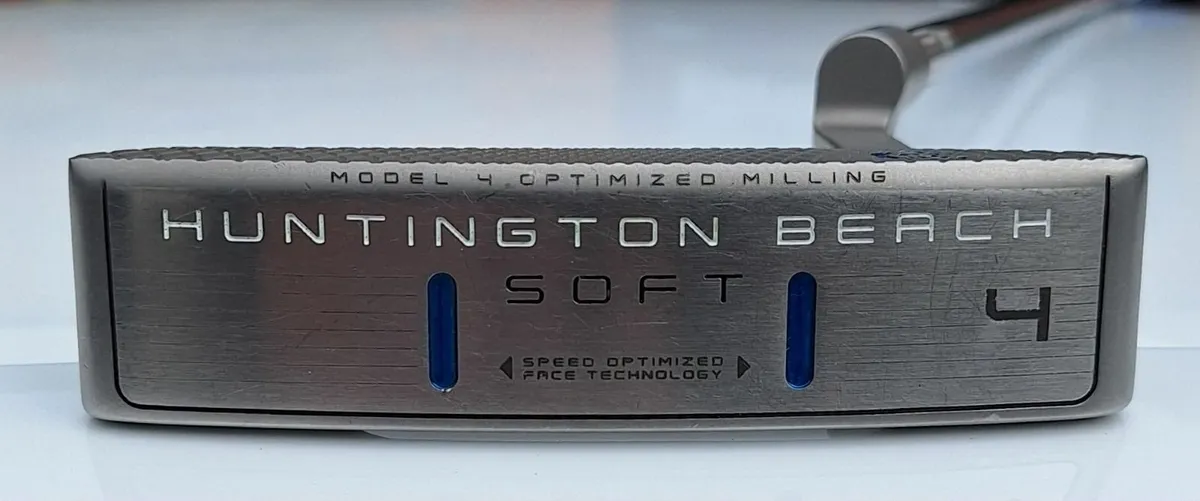 MODEL 4 OPTIMIZED MILLING
HUNTINGTON BEACH
SOFT
4
SPEED OPTIMIZED
FACE TECHNOLOGY